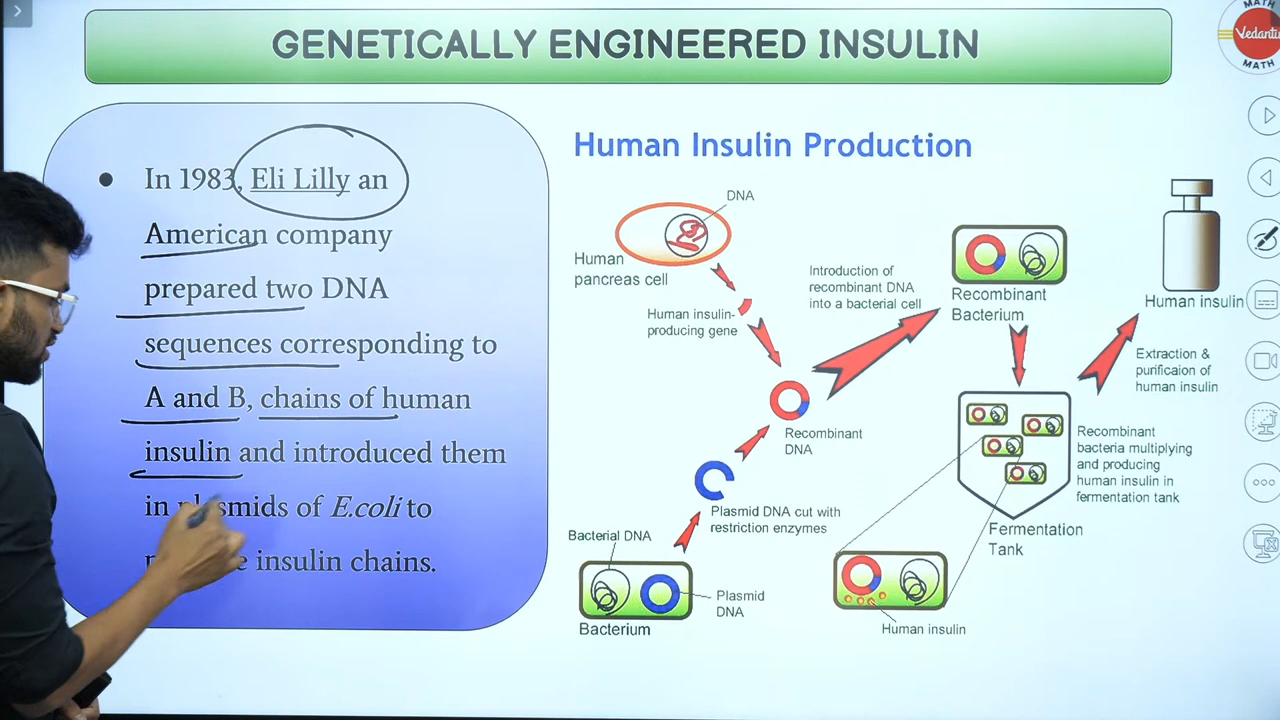 GENETICALLY ENGINEERED INSULIN
MATH
Vedantu
MATH
In 1983, Eli Lilly an
American company
prepared two DNA
sequences corresponding to
A and B, chains of human
insulin and introduced them
in plasmids of E.coli to
insulin chains.
Human Insulin Production
DNA
Human
pancreas cell
Human insulin-
producing gene
Introduction of
recombinant DNA
into a bacterial cell
Recombinant
Bacterium
Human insulin
Extraction &
purificaion of
human insulin
Recombinant
DNA
Recombinant
bacteria multiplying
and producing
human insulin in
fermentation tank
Plasmid DNA cut with
restriction enzymes
Fermentation
Tank
Bacterial DNA
Plasmid
DNA
Bacterium
Human insulin